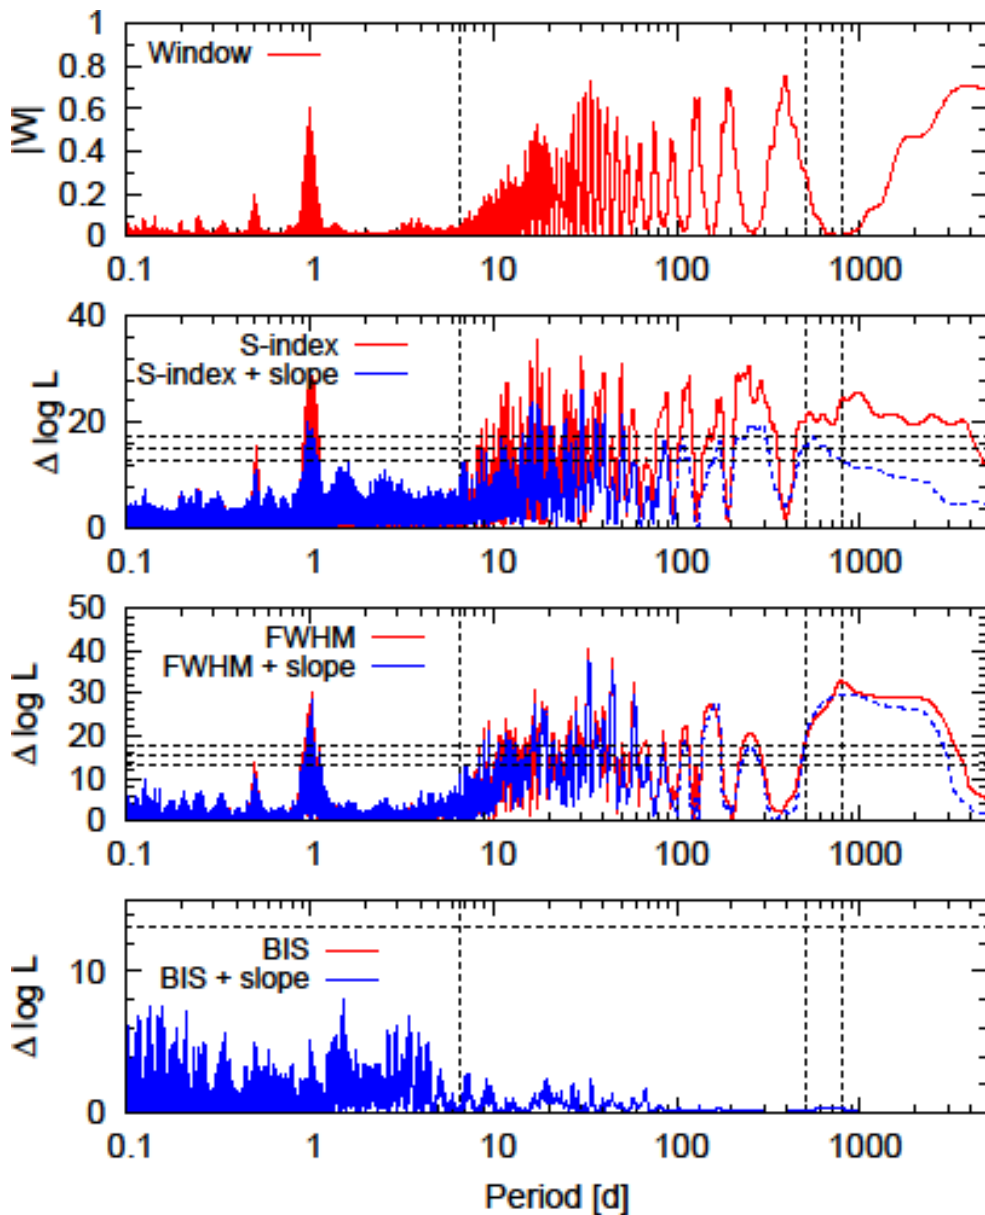 1
Window
0.8
0.6
|W|
0.4
0.2
0
0.1 1 10 100 1000
40
S-index
S-index + slope
Δ log L
20
0
0.1 1 10 100 1000
50
FWHM
40
FWHM + slope
30
Δ log L
20
10
0
0.1 1 10 100 1000
BIS
BIS + slope
10
Δ log L
0
0.1 1 10 100 1000
Period [d]